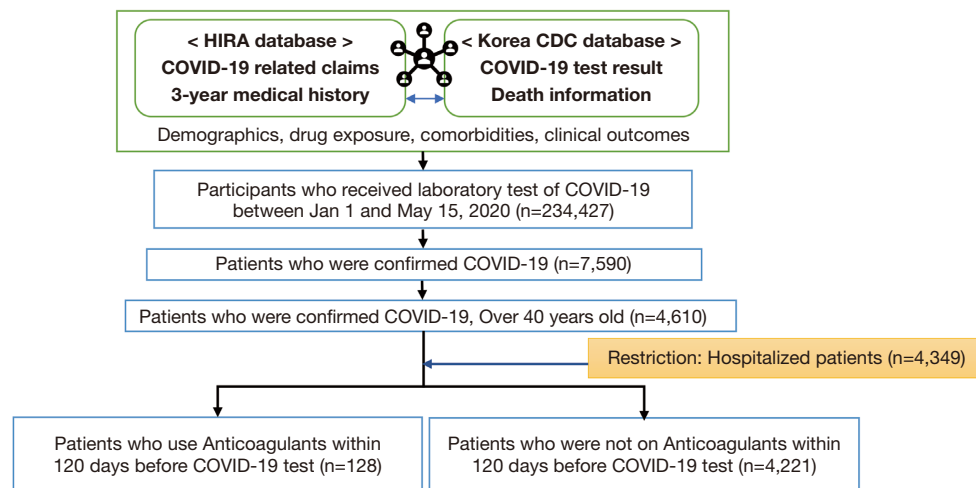 < HIRA database >
COVID-19 related claims
3-year medical history
< Korea CDC database >
COVID-19 test result
Death information
Demographics, drug exposure, comorbidities, clinical outcomes
Participants who received laboratory test of COVID-19
between Jan 1 and May 15, 2020 (n=234,427)
Patients who were confirmed COVID-19 (n=7,590)
Patients who were confirmed COVID-19, Over 40 years old (n=4,610)
Restriction: Hospitalized patients (n=4,349)
Patients who use Anticoagulants within
120 days before COVID-19 test (n=128)
Patients who were not on Anticoagulants within
120 days before COVID-19 test (n=4,221)